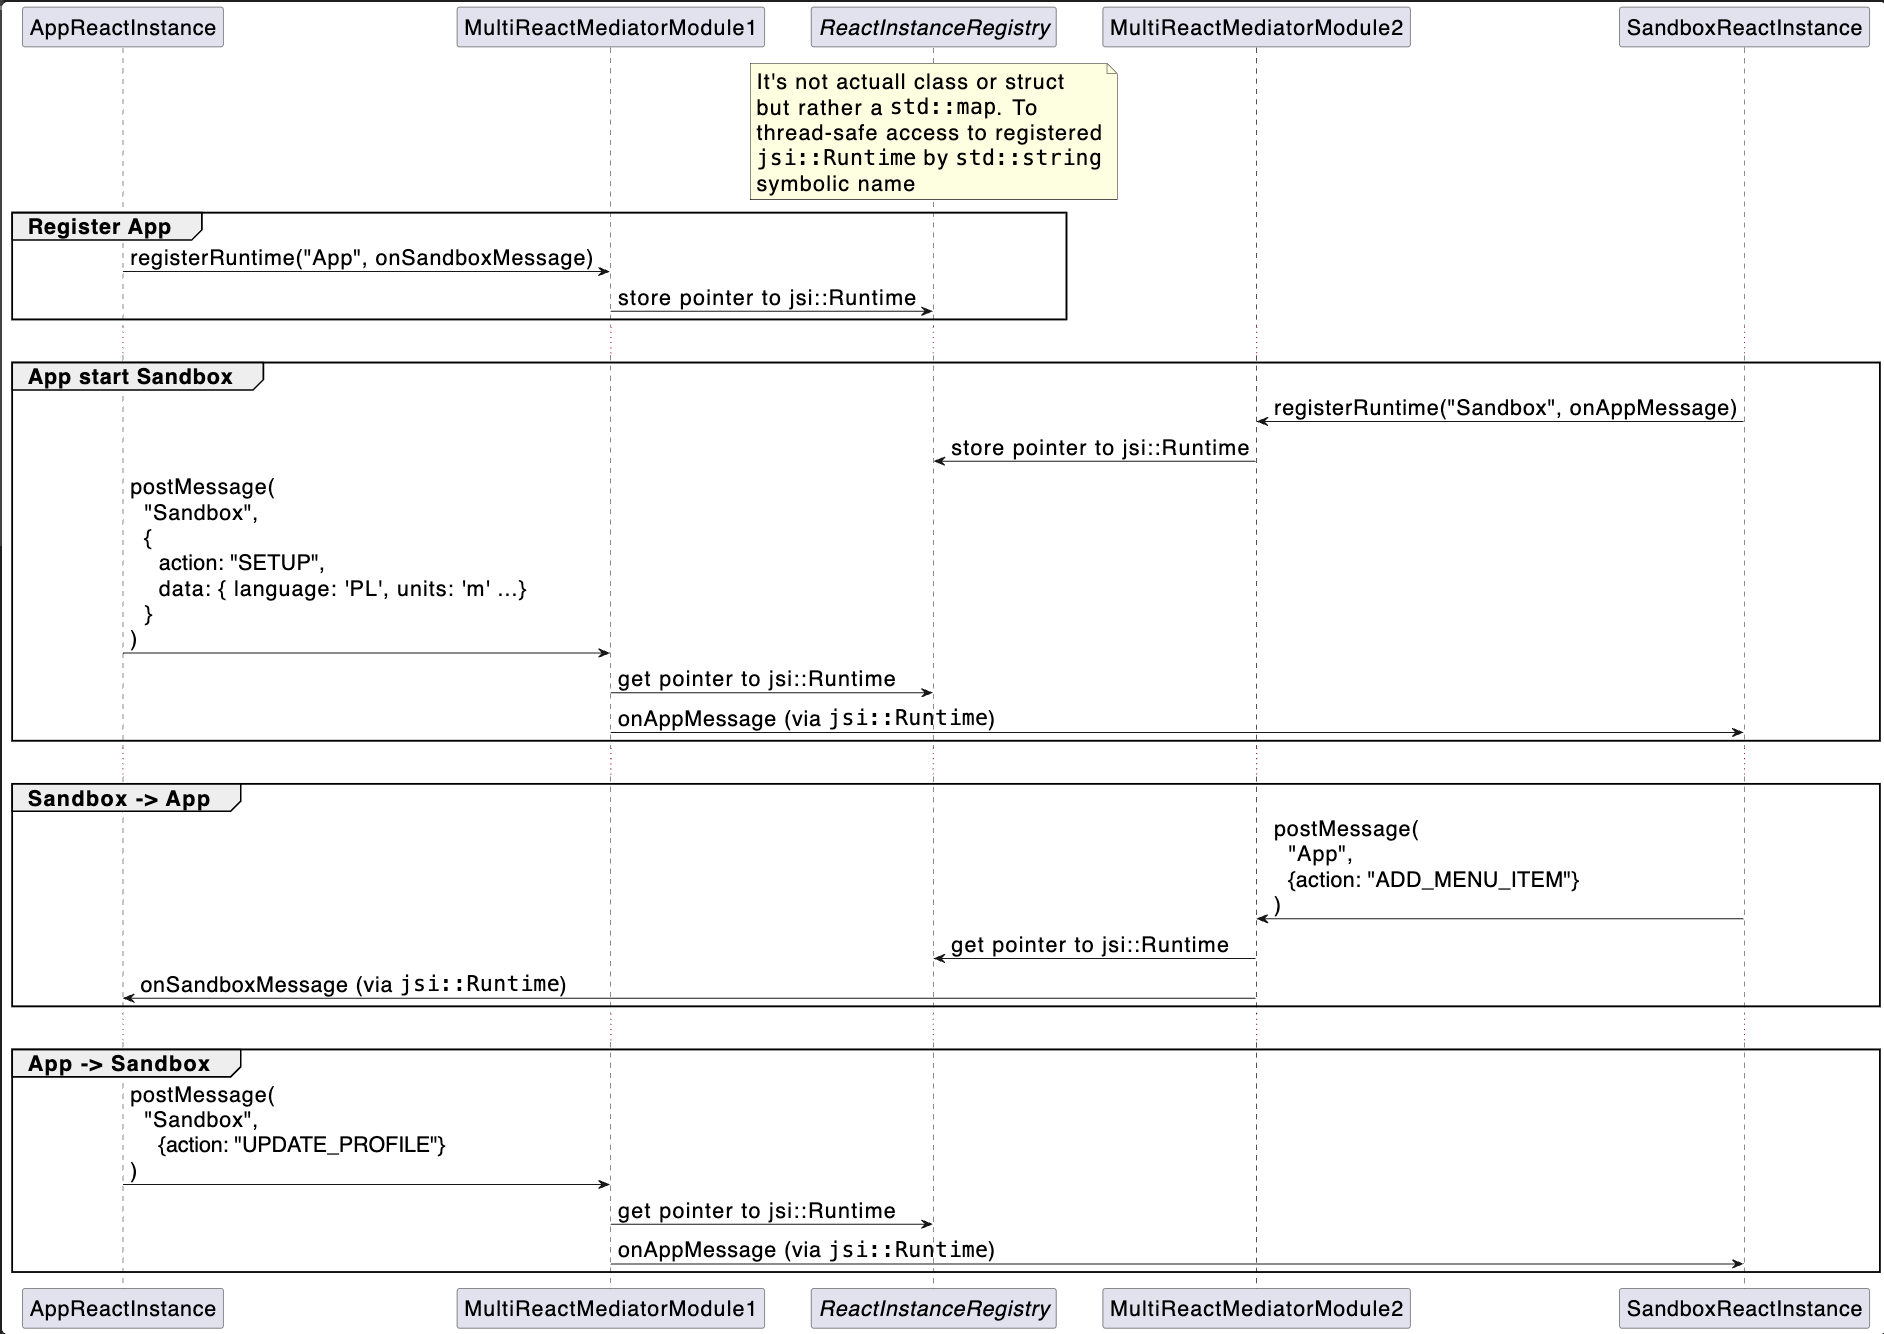 AppReactInstance
MultiReactMediatorModule1
ReactInstanceRegistry
MultiReactMediatorModule2
SandboxReactInstance
It's not actuall class or struct
but rather a std::map. To
thread-safe access to registered
jsi::Runtime by std::string
symbolic name
Register App
registerRuntime("App", onSandboxMessage)
store pointer to jsi::Runtime
App start Sandbox
registerRuntime("Sandbox", onAppMessage)
store pointer to jsi::Runtime
postMessage(
"Sandbox",
{
action: "SETUP",
data: { language: 'PL', units: 'm' ...}
}
)
get pointer to jsi::Runtime
onAppMessage (via jsi::Runtime)
Sandbox -> App
postMessage(
"App",
{action: "ADD_MENU_ITEM"}
)
get pointer to jsi::Runtime
onSandboxMessage (via jsi::Runtime)
App -> Sandbox
postMessage(
"Sandbox",
{action: "UPDATE_PROFILE"}
)
get pointer to jsi::Runtime
onAppMessage (via jsi::Runtime)
AppReactInstance
MultiReactMediatorModule1
ReactInstanceRegistry
MultiReactMediatorModule2
SandboxReactInstance